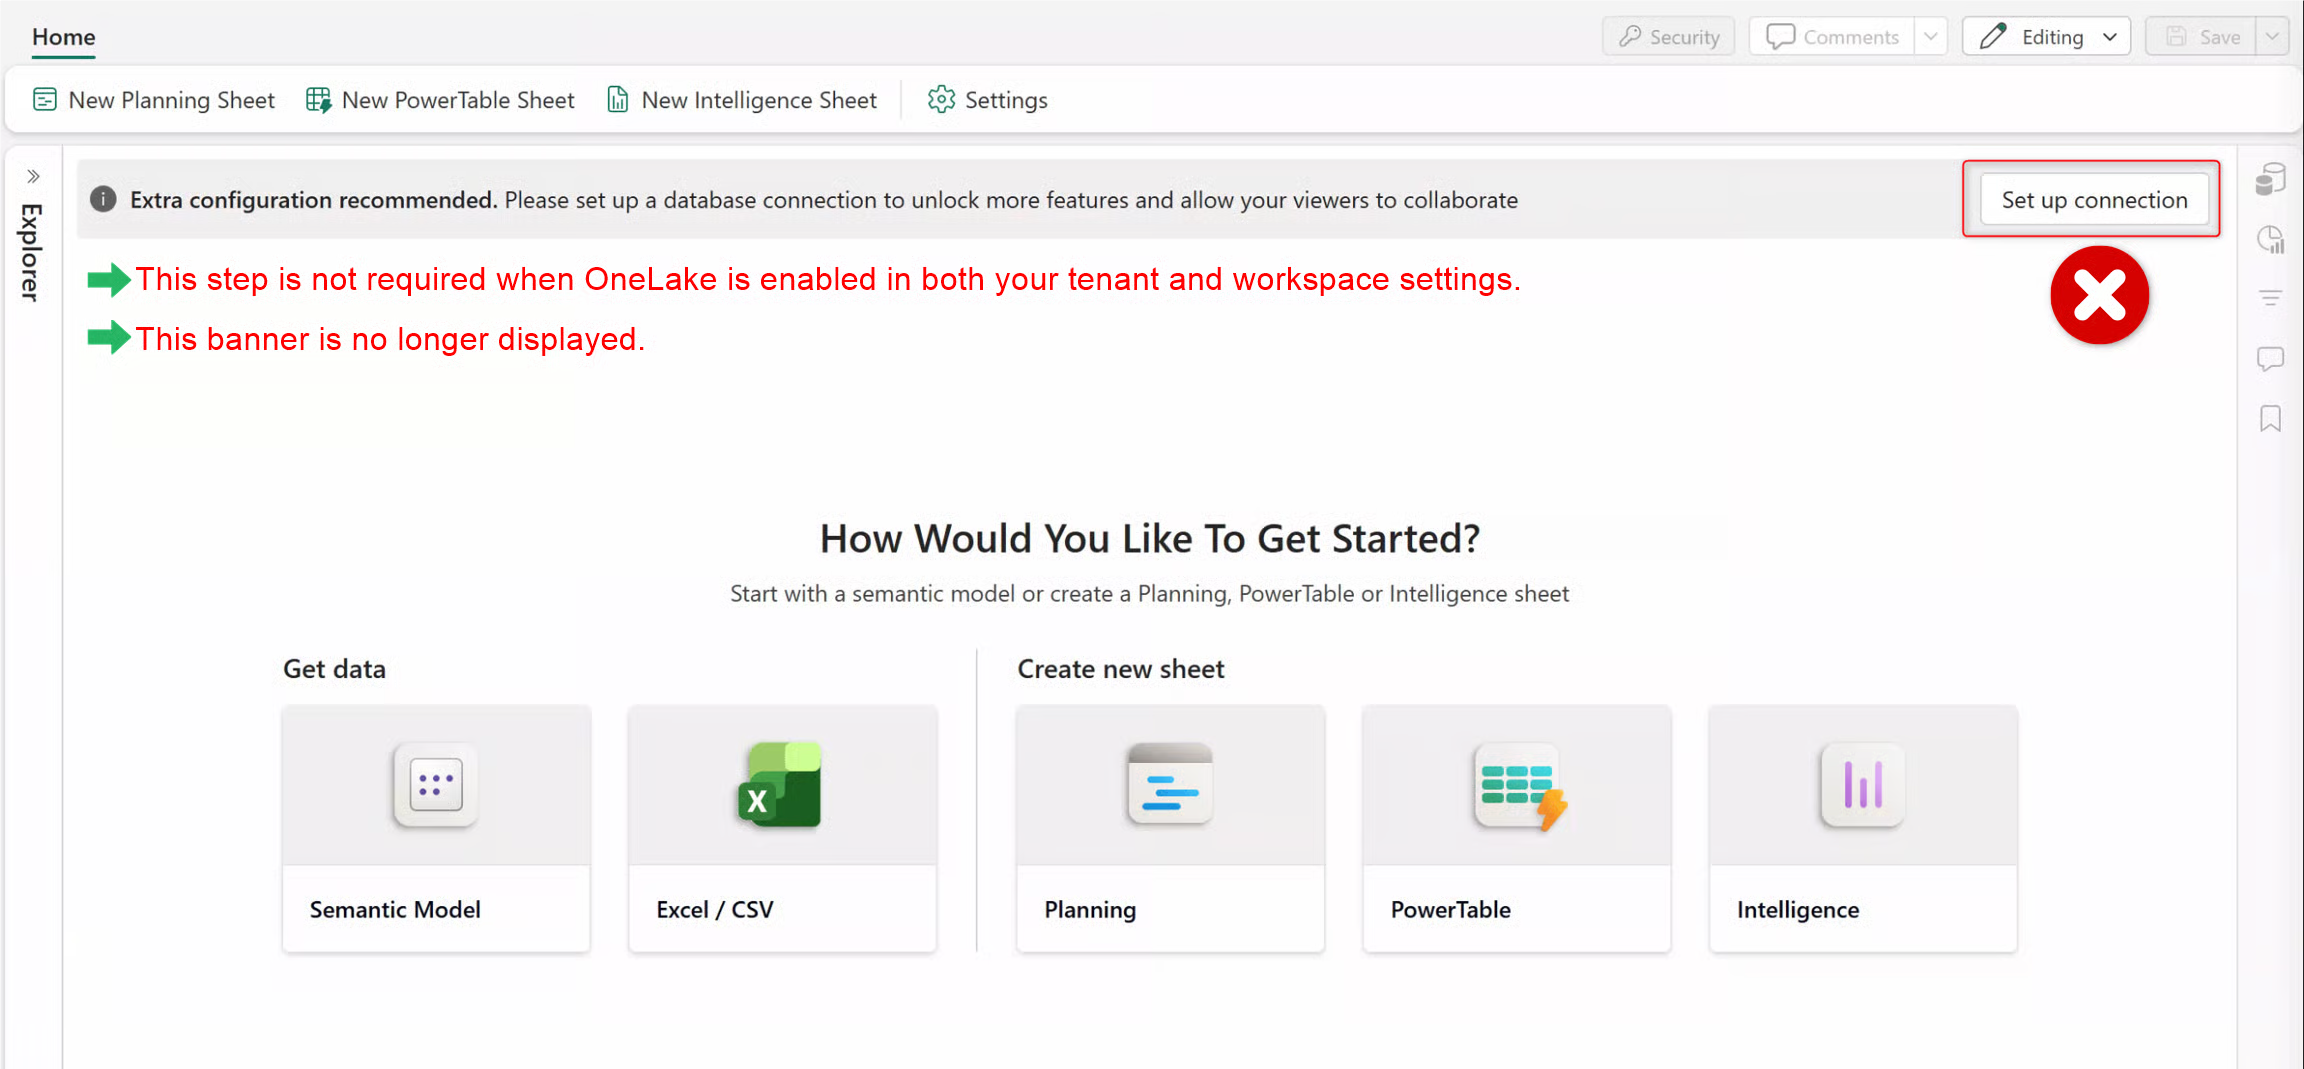 Home
Security
Comments
Editing
Save
New Planning Sheet
New PowerTable Sheet
New Intelligence Sheet
Settings
Explorer
Extra configuration recommended. Please set up a database connection to unlock more features and allow your viewers to collaborate
Set up connection
This step is not required when OneLake is enabled in both your tenant and workspace settings.
This banner is no longer displayed.
How Would You Like To Get Started?
Start with a semantic model or create a Planning, PowerTable or Intelligence sheet
Get data
Create new sheet
X
Semantic Model
Excel / CSV
Planning
PowerTable
Intelligence